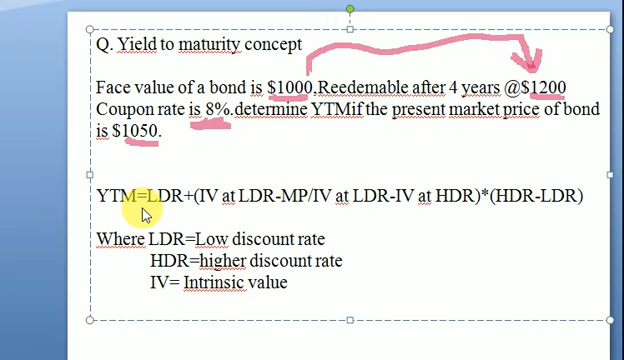 Q. Yield to maturity concept
Face value of a bond is $1000,Reedemable after 4 years @$1200
Coupon rate is 8%.determine YTMif the present market price of bond
is $1050.
YTM=LDR+(IV at LDR-MP/IV at LDR-IV at HDR)*(HDR-LDR)
Where LDR=Low discount rate
HDR=higher discount rate
IV= Intrinsic value